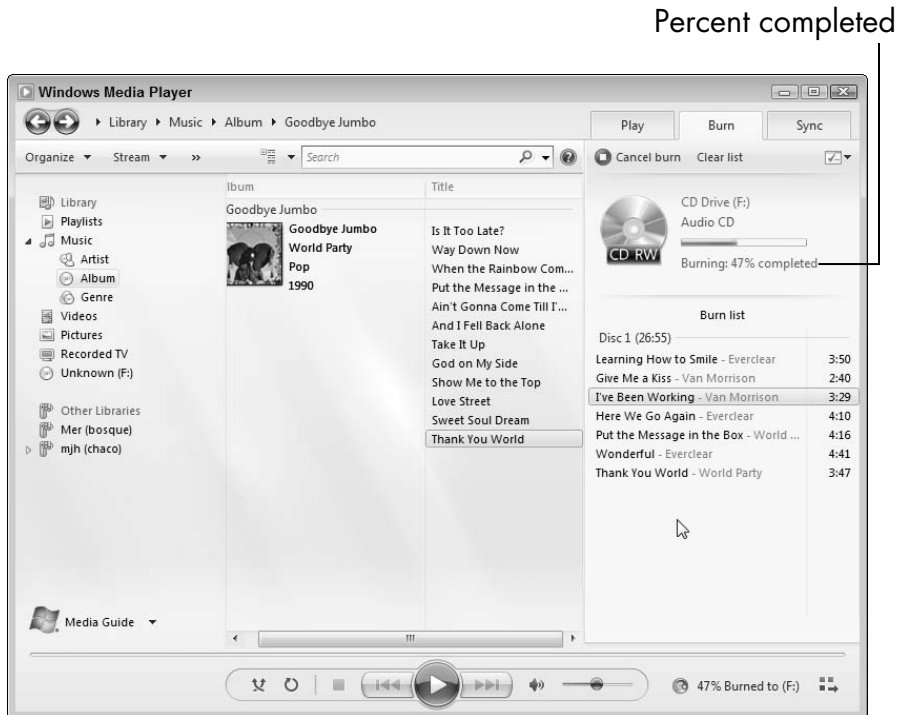 Percent completed
Windows Media Player
Library Music Album Goodbye Jumbo
Play Burn Sync
Organize Stream » Search Cancel burn Clear list
Library
Playlists
Music
Artist
Album
Genre
Videos
Pictures
Recorded TV
Unknown (F:)
Other Libraries
Mer (bosque)
mjh (chaco)
Media Guide
lbum Title
Goodbye Jumbo
Goodbye Jumbo
World Party
Pop
1990
Is It Too Late?
Way Down Now
When the Rainbow Com...
Put the Message in the ...
Ain't Gonna Come Till I'...
And I Fell Back Alone
Take It Up
God on My Side
Show Me to the Top
Love Street
Sweet Soul Dream
Thank You World
CD Drive (F:)
Audio CD
CD RW
Burning: 47% completed
Burn list
Disc 1 (26:55)
Learning How to Smile - Everclear 3:50
Give Me a Kiss - Van Morrison 2:40
I've Been Working - Van Morrison 3:29
Here We Go Again - Everclear 4:10
Put the Message in the Box - World ... 4:16
Wonderful - Everclear 4:41
Thank You World - World Party 3:47
47% Burned to (F:)